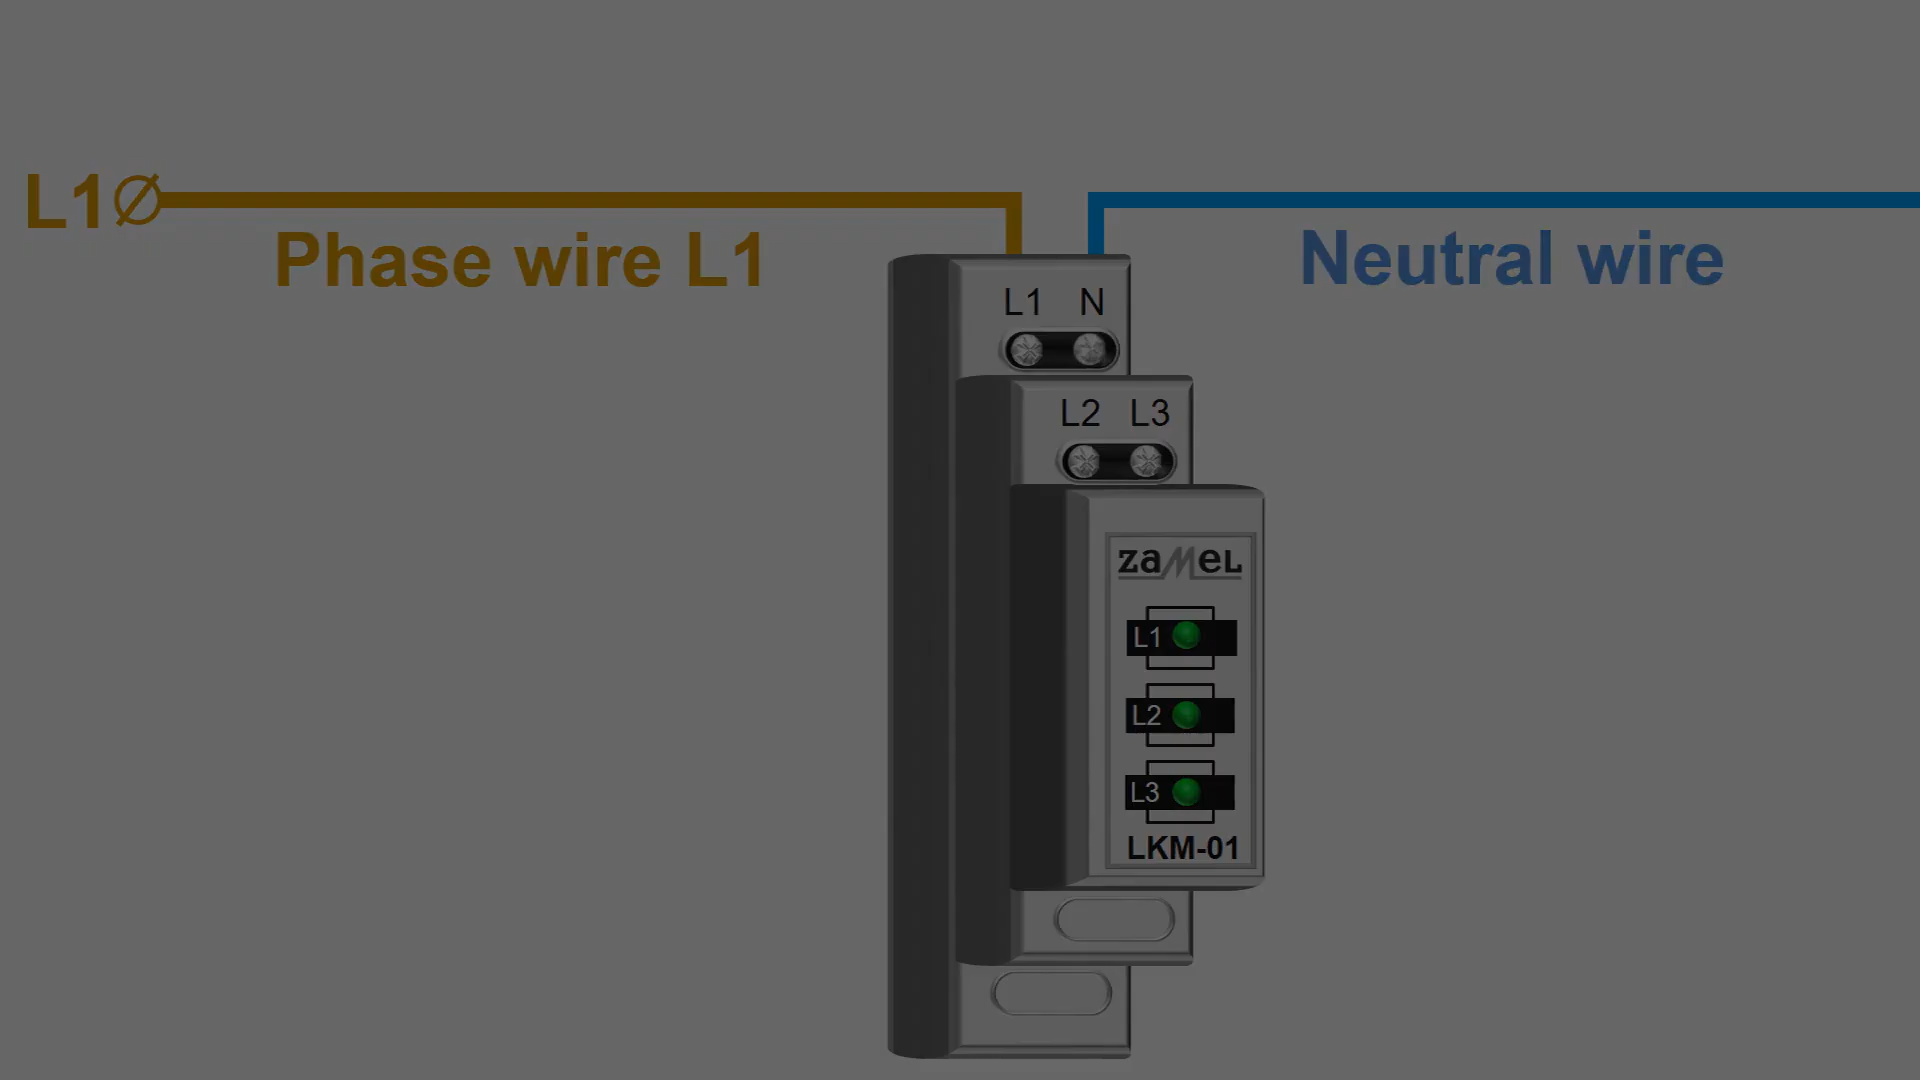 L1
Phase wire L1
Neutral wire
L1 N
L2 L3
zaMeL
L1
L2
L3
LKM-01